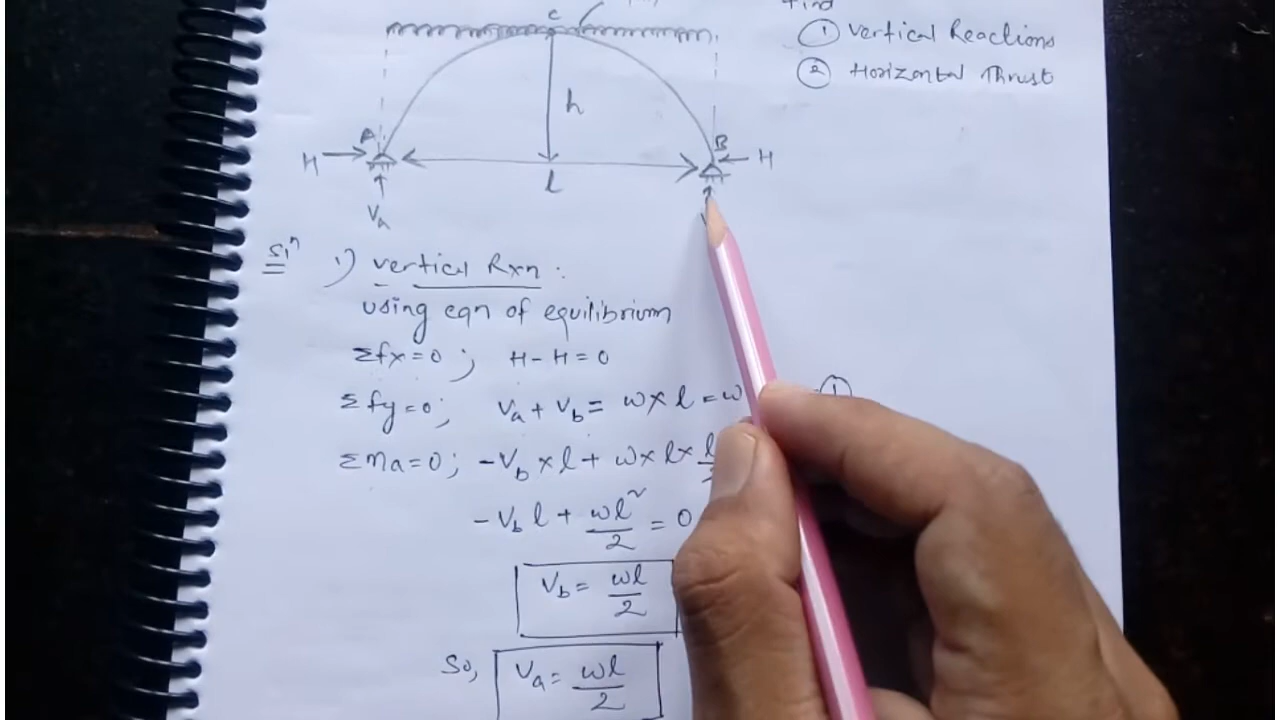 Find
① Vertical Reactions
② Horizontal Thrust
C
h
A
B
H
H
l
Va
Slⁿ 1) Vertical Rxn :
using eqn of equilibrium
Σfx=0 ; H-H=0
Σfy=0; Va + Vb = w×l = w ①
Σma=0; -Vb×l + w×l×l
-Vb l + wl²/2 = 0
Vb = wl/2
So, Va = wl/2